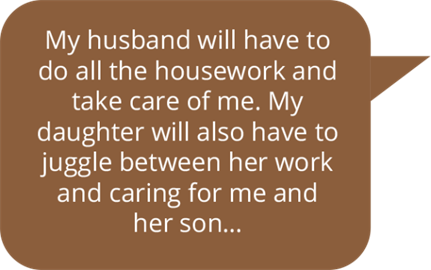 My husband will have to
do all the housework and
take care of me. My
daughter will also have to
juggle between her work
and caring for me and
her son...